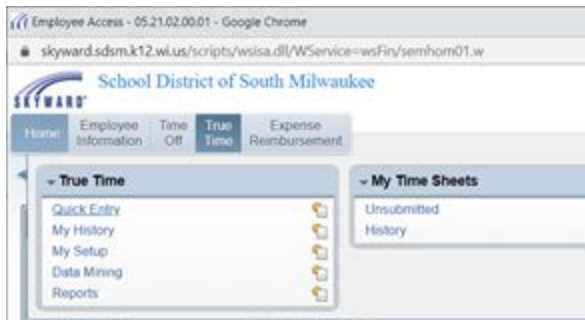 Employee Access - 05.21.02.00.01 - Google Chrome
skyward.sdsm.k12.wi.us/scripts/wsisa.dll/WService=wsFin/semhom01.w
SKYWARD
School District of South Milwaukee
Home
Employee Information
Time Off
True Time
Expense Reimbursement
True Time
Quick Entry
My History
My Setup
Data Mining
Reports
My Time Sheets
Unsubmitted
History